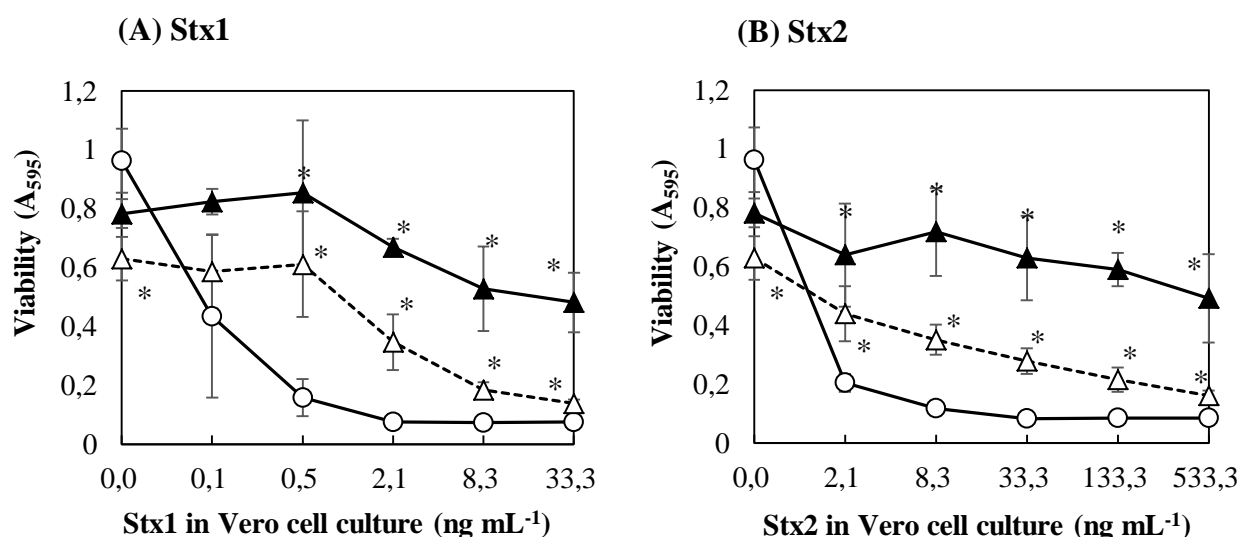 (A) Stx1
1,2
1
0,8
0,6
0,4
0,2
0
Viability (A595)
* * * *
* * * * * *
0,0 0,1 0,5 2,1 8,3 33,3
Stx1 in Vero cell culture (ng mL-1)
(B) Stx2
1,2
1
0,8
0,6
0,4
0,2
0
Viability (A595)
* * * * *
* * * * * *
0,0 2,1 8,3 33,3 133,3 533,3
Stx2 in Vero cell culture (ng mL-1)